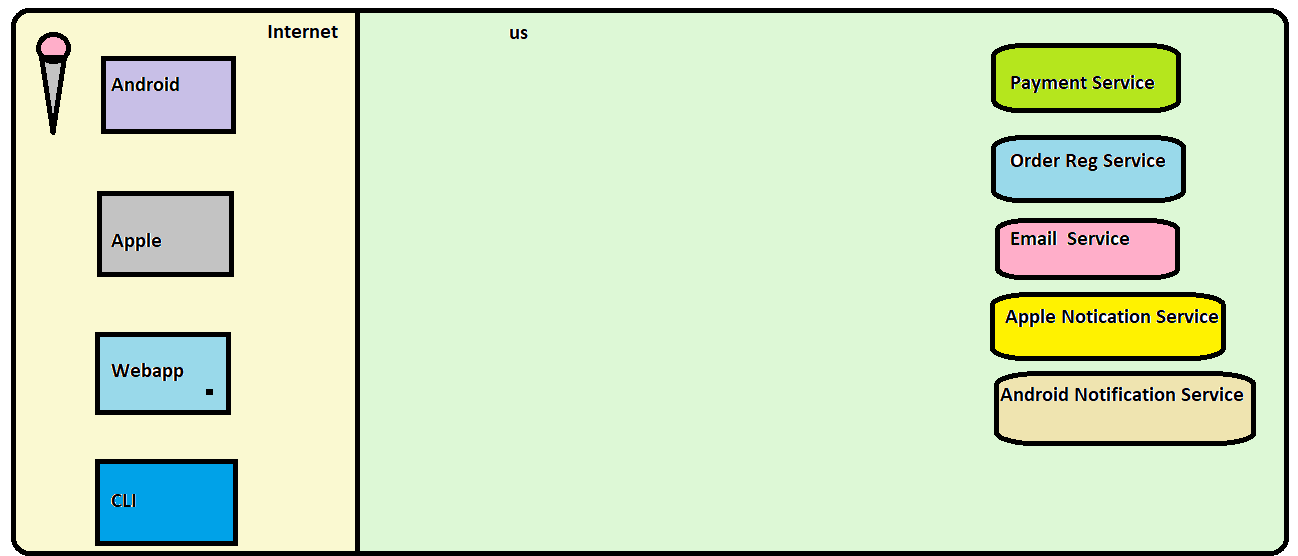 Internet
us
Android
Apple
Webapp
CLI
Payment Service
Order Reg Service
Email  Service
Apple Notication Service
Android Notification Service